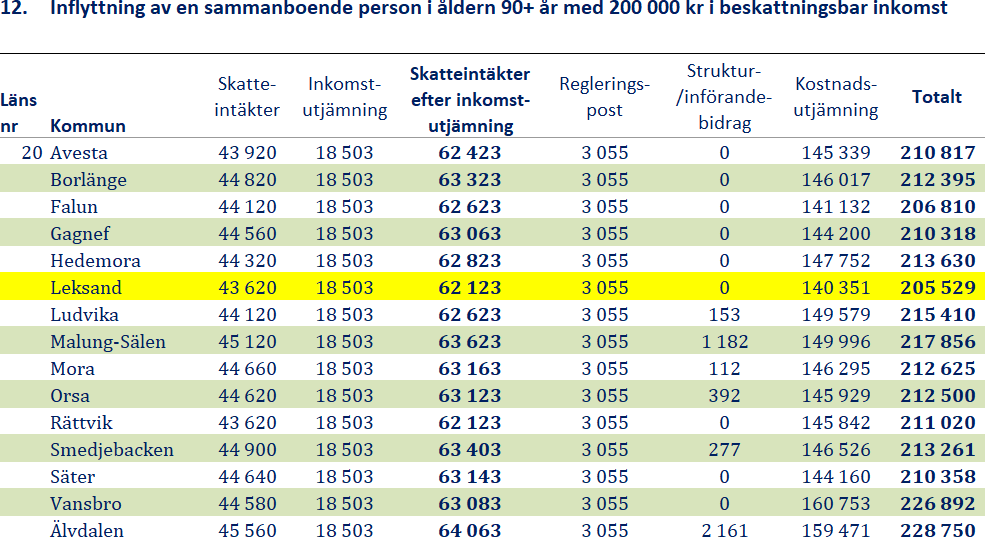 12. Inflyttning av en sammanboende person i åldern 90+ år med 200 000 kr i beskattningsbar inkomst
Läns nr Kommun Skatte-intäkter Inkomst-utjämning Skatteintäkter efter inkomst-utjämning Reglerings-post Struktur-/införande-bidrag Kostnads-utjämning Totalt
20 Avesta 43 920 18 503 62 423 3 055 0 145 339 210 817
Borlänge 44 820 18 503 63 323 3 055 0 146 017 212 395
Falun 44 120 18 503 62 623 3 055 0 141 132 206 810
Gagnef 44 560 18 503 63 063 3 055 0 144 200 210 318
Hedemora 44 320 18 503 62 823 3 055 0 147 752 213 630
Leksand 43 620 18 503 62 123 3 055 0 140 351 205 529
Ludvika 44 120 18 503 62 623 3 055 153 149 579 215 410
Malung-Sälen 45 120 18 503 63 623 3 055 1 182 149 996 217 856
Mora 44 660 18 503 63 163 3 055 112 146 295 212 625
Orsa 44 620 18 503 63 123 3 055 392 145 929 212 500
Rättvik 43 620 18 503 62 123 3 055 0 145 842 211 020
Smedjebacken 44 900 18 503 63 403 3 055 277 146 526 213 261
Säter 44 640 18 503 63 143 3 055 0 144 160 210 358
Vansbro 44 580 18 503 63 083 3 055 0 160 753 226 892
Älvdalen 45 560 18 503 64 063 3 055 2 161 159 471 228 750